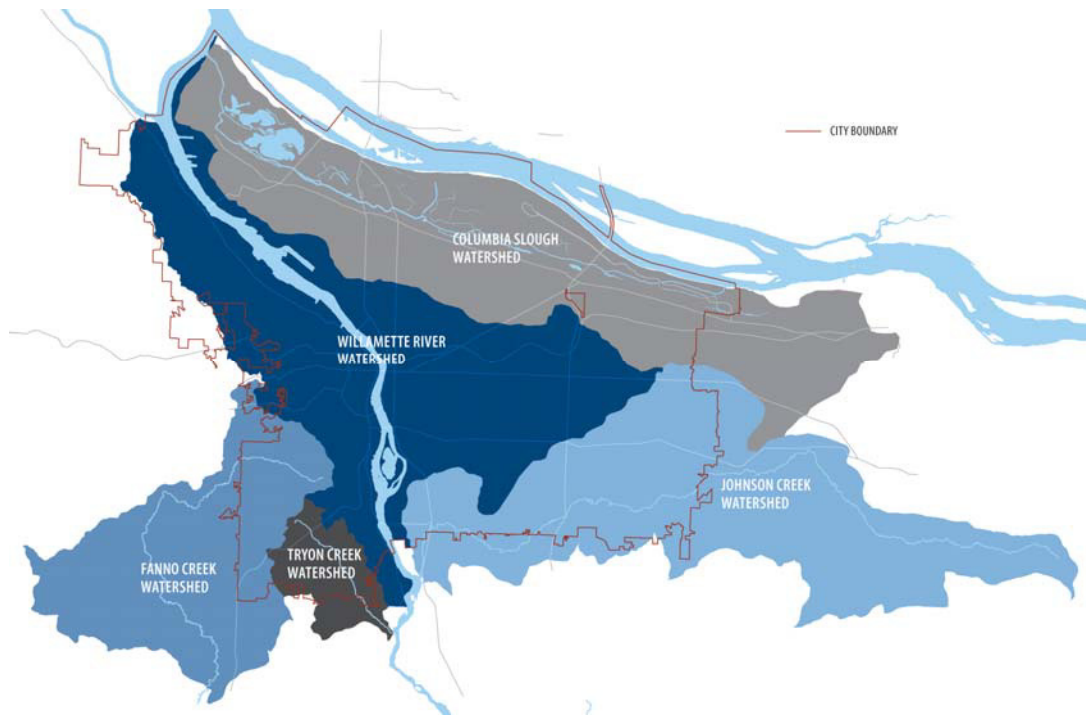 CITY BOUNDARY
COLUMBIA SLOUGH
WATERSHED
WILLAMETTE RIVER
WATERSHED
JOHNSON CREEK
WATERSHED
TRYON CREEK
WATERSHED
FANNO CREEK
WATERSHED